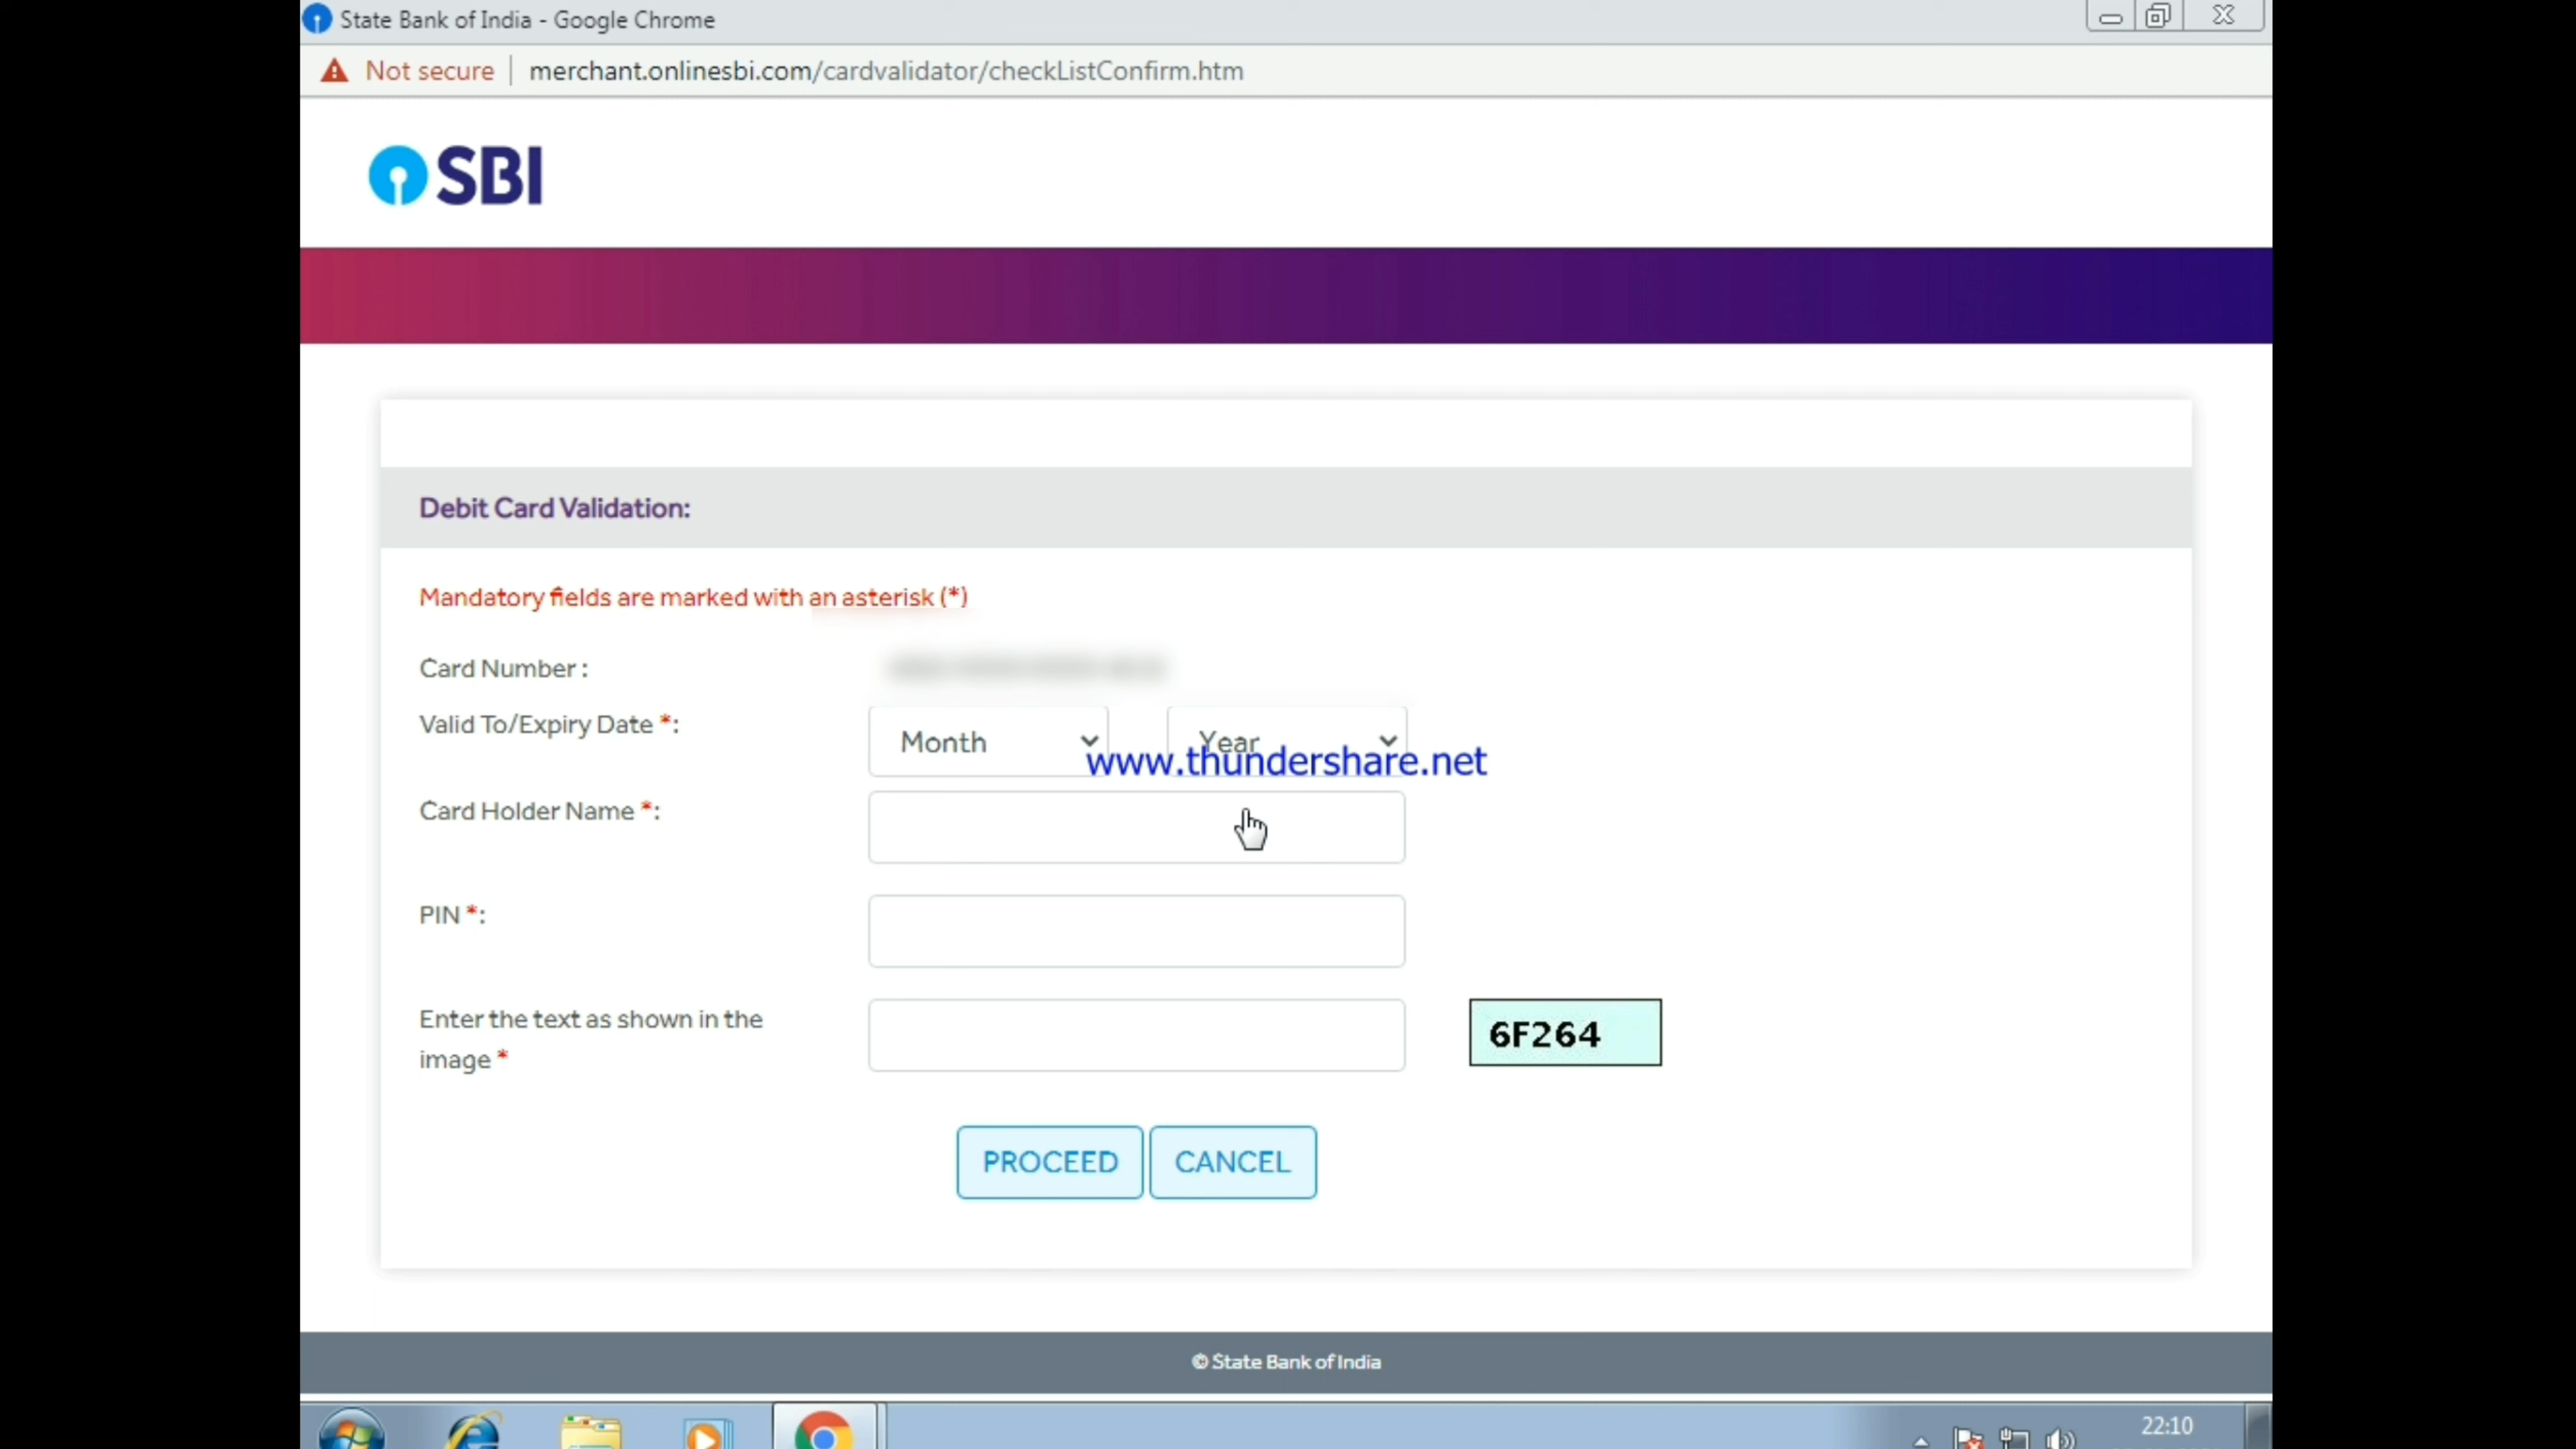 State Bank of India - Google Chrome
Not secure | merchant.onlinesbi.com/cardvalidator/checkListConfirm.htm
SBI
Debit Card Validation:
Mandatory fields are marked with an asterisk (*)
Card Number :
Valid To/Expiry Date *:
Month
Year
www.thundershare.net
Card Holder Name *:
PIN *:
Enter the text as shown in the
image *
6F264
PROCEED CANCEL
© State Bank of India
22:10